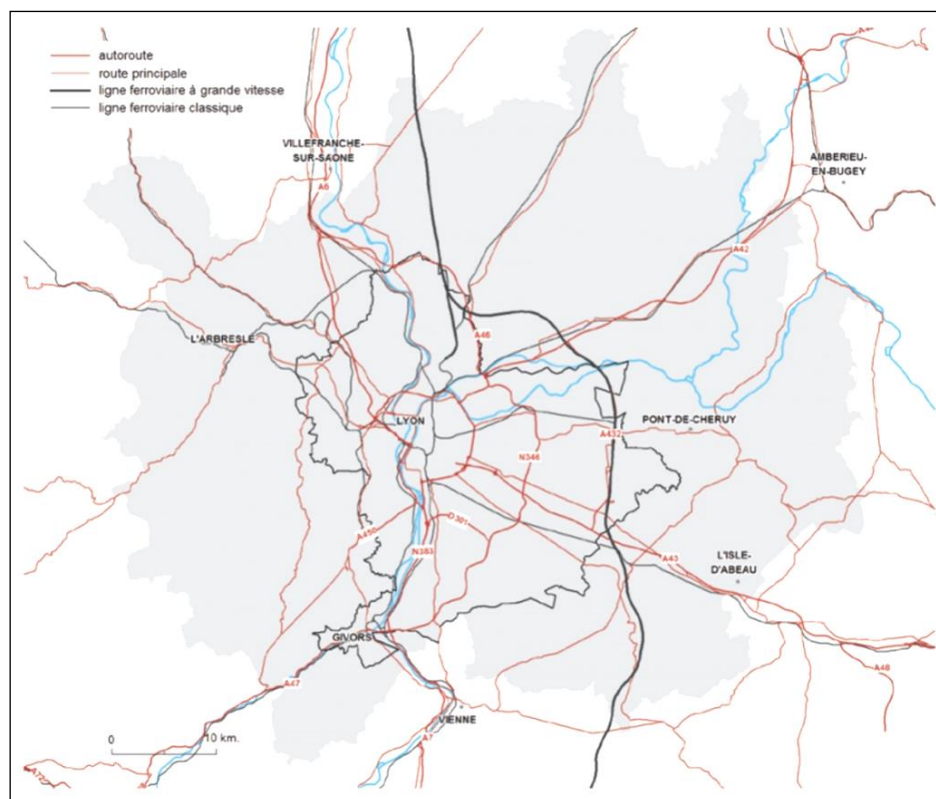 autoroute
route principale
ligne ferroviaire à grande vitesse
ligne ferroviaire classique
VILLEFRANCHE-
SUR-SAONE
AMBERIEU-
EN-BUGEY
A6
A42
L'ARBRESLE
A46
LYON
PONT-DE-CHERUY
A432
N346
D301
A450
N383
A43
L'ISLE-
D'ABEAU
GIVORS
A48
A47
VIENNE
A7
0 10 km.
A72